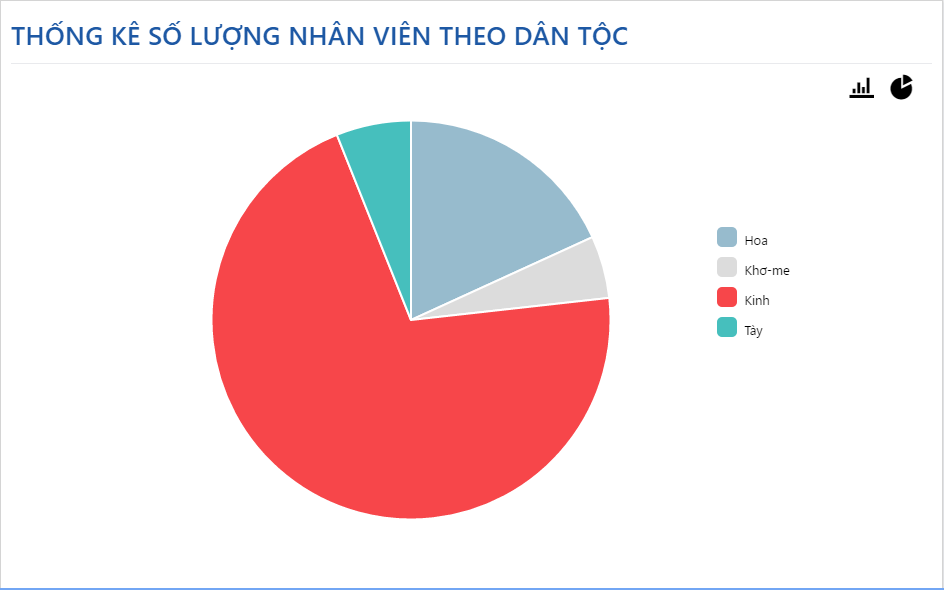 THỐNG KÊ SỐ LƯỢNG NHÂN VIÊN THEO DÂN TỘC
Hoa
Khơ-me
Kinh
Tày